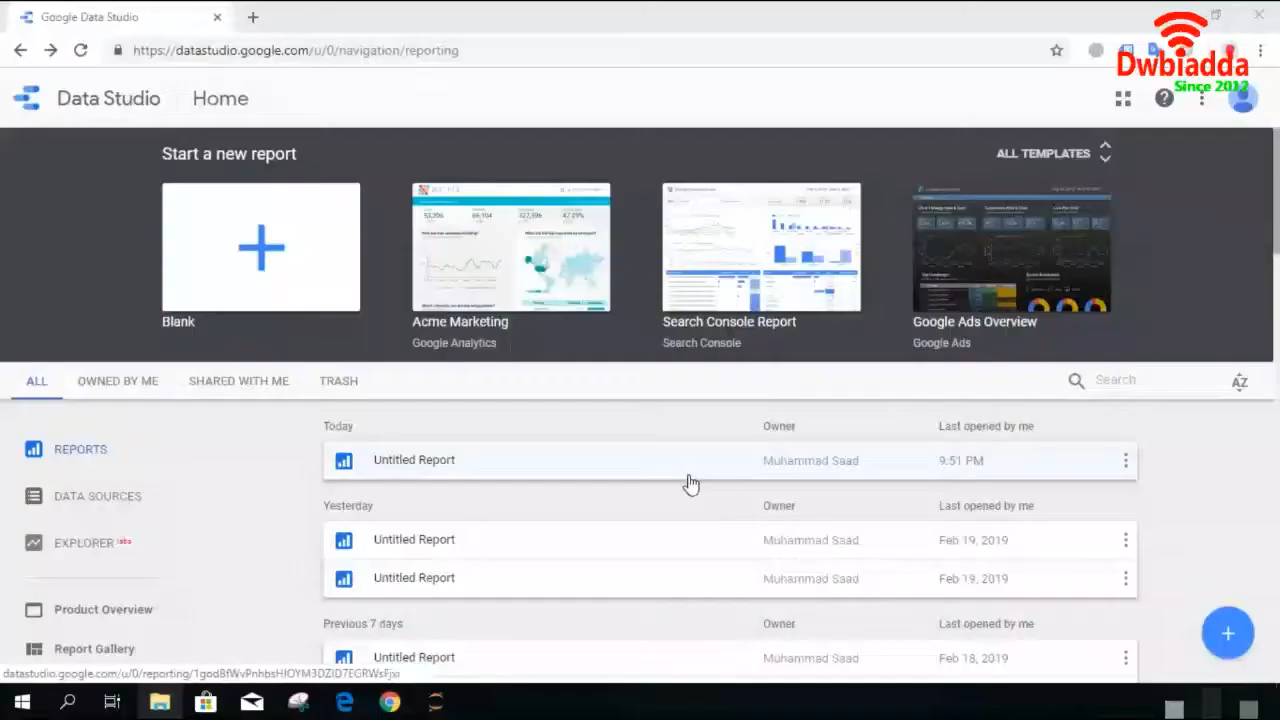 Google Data Studio
https://datastudio.google.com/u/0/navigation/reporting
Dwbiadda
Since 2012
Data Studio
Home
Start a new report
ALL TEMPLATES
Blank
Acme Marketing
Google Analytics
Search Console Report
Search Console
Google Ads Overview
Google Ads
ALL OWNED BY ME SHARED WITH ME TRASH
Search
AZ
REPORTS
DATA SOURCES
EXPLORER labs
Product Overview
Report Gallery
Today Owner Last opened by me
Untitled Report Muhammad Saad 9:51 PM
Yesterday Owner Last opened by me
Untitled Report Muhammad Saad Feb 19, 2019
Untitled Report Muhammad Saad Feb 19, 2019
Previous 7 days Owner Last opened by me
Untitled Report Muhammad Saad Feb 18, 2019